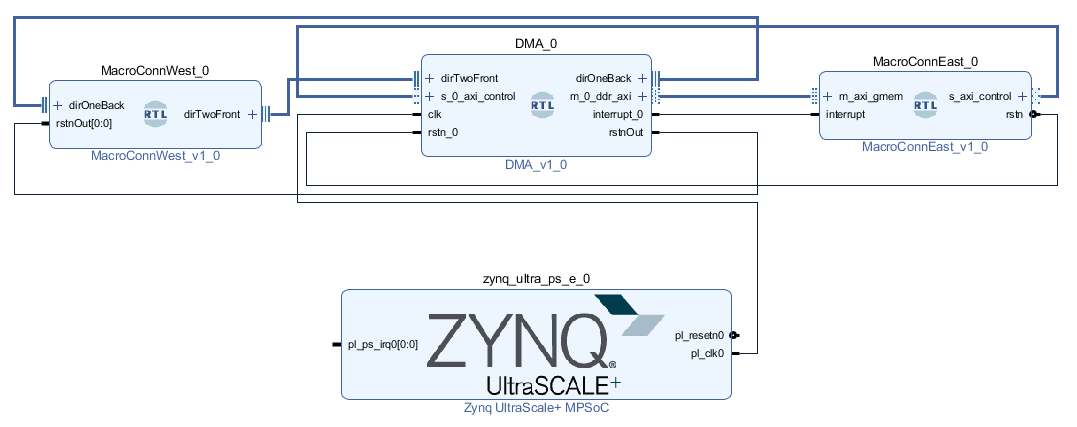 MacroConnWest_0
dirOneBack
rstnOut[0:0]
dirTwoFront
RTL
MacroConnWest_v1_0
DMA_0
dirTwoFront
s_0_axi_control
clk
rstn_0
RTL
dirOneBack
m_0_ddr_axi
interrupt_0
rstnOut
DMA_v1_0
MacroConnEast_0
m_axi_gmem
interrupt
RTL
s_axi_control
rstn
MacroConnEast_v1_0
zynq_ultra_ps_e_0
pl_ps_irq0[0:0]
ZYNQ®
UltraSCALE+
pl_resetn0
pl_clk0
Zynq UltraScale+ MPSoC